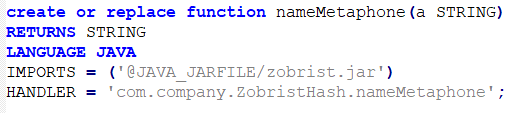 create or replace function nameMetaphone(a STRING)
RETURNS STRING
LANGUAGE JAVA
IMPORTS = ('@JAVA_JARFILE/zobrist.jar')
HANDLER = 'com.company.ZobristHash.nameMetaphone';